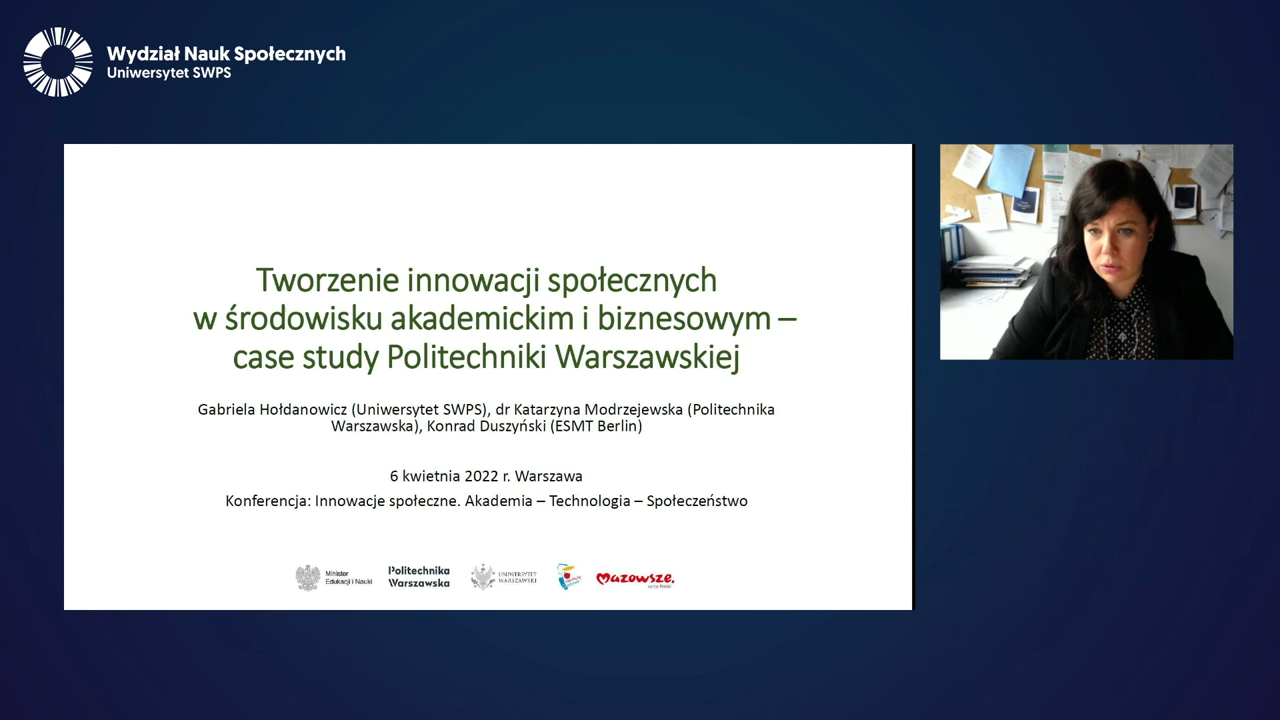 Wydział Nauk Społecznych
Uniwersytet SWPS
Tworzenie innowacji społecznych
w środowisku akademickim i biznesowym –
case study Politechniki Warszawskiej
Gabriela Hołdanowicz (Uniwersytet SWPS), dr Katarzyna Modrzejewska (Politechnika
Warszawska), Konrad Duszyński (ESMT Berlin)
6 kwietnia 2022 r. Warszawa
Konferencja: Innowacje społeczne. Akademia – Technologia – Społeczeństwo
Minister
Edukacji i Nauki
Politechnika
Warszawska
UNIWERSYTET
WARSZAWSKI
Mazowsze.